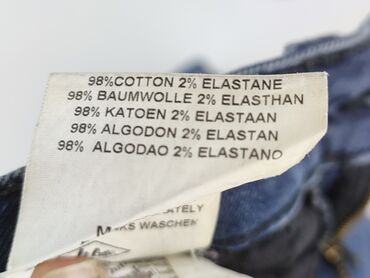 98%COTTON 2% ELASTANE
98% BAUMWOLLE 2% ELASTHAN
98% KATOEN 2% ELASTAAN
98% ALGODON 2% ELASTAN
98% ALGODAO 2% ELASTANO
WASCHEN